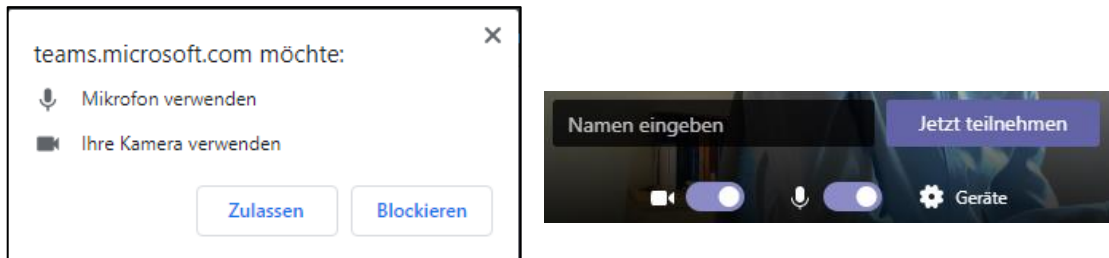 teams.microsoft.com möchte:
Mikrofon verwenden
Ihre Kamera verwenden
Zulassen Blockieren
Namen eingeben Jetzt teilnehmen
Geräte